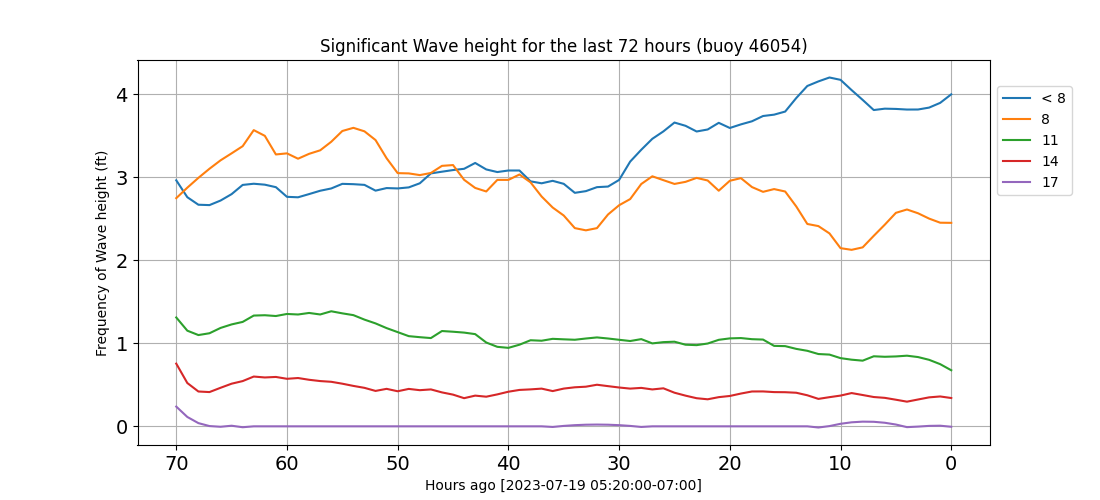 Significant Wave height for the last 72 hours (buoy 46054)
Frequency of Wave height (ft)
4
3
2
1
0
70 60 50 40 30 20 10 0
Hours ago [2023-07-19 05:20:00-07:00]
< 8
8
11
14
17